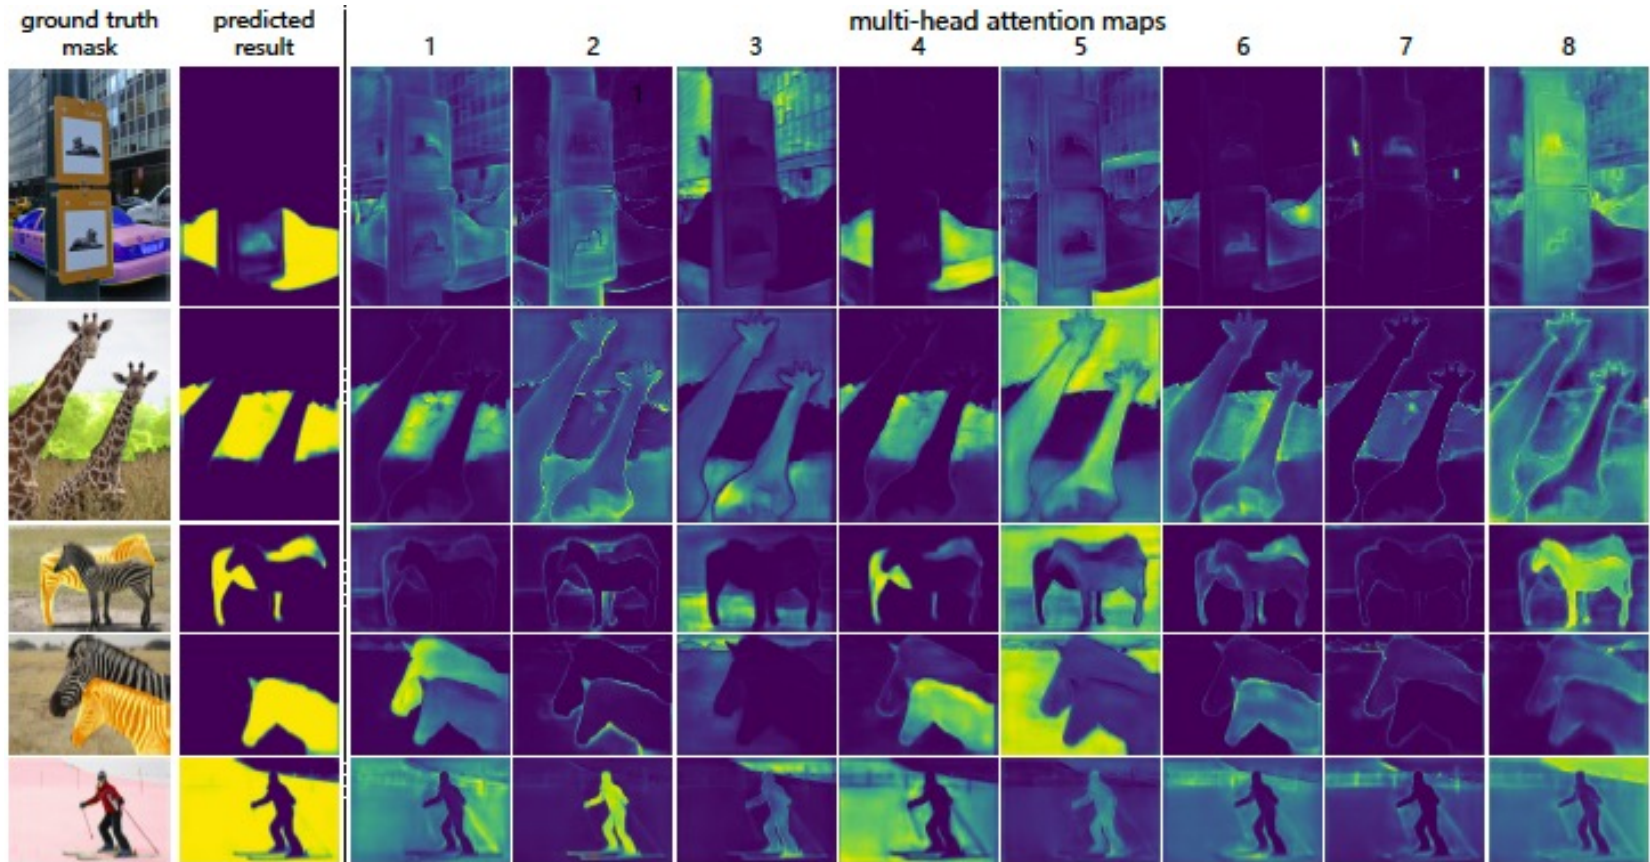 ground truth mask
predicted result
multi-head attention maps
1 2 3 4 5 6 7 8